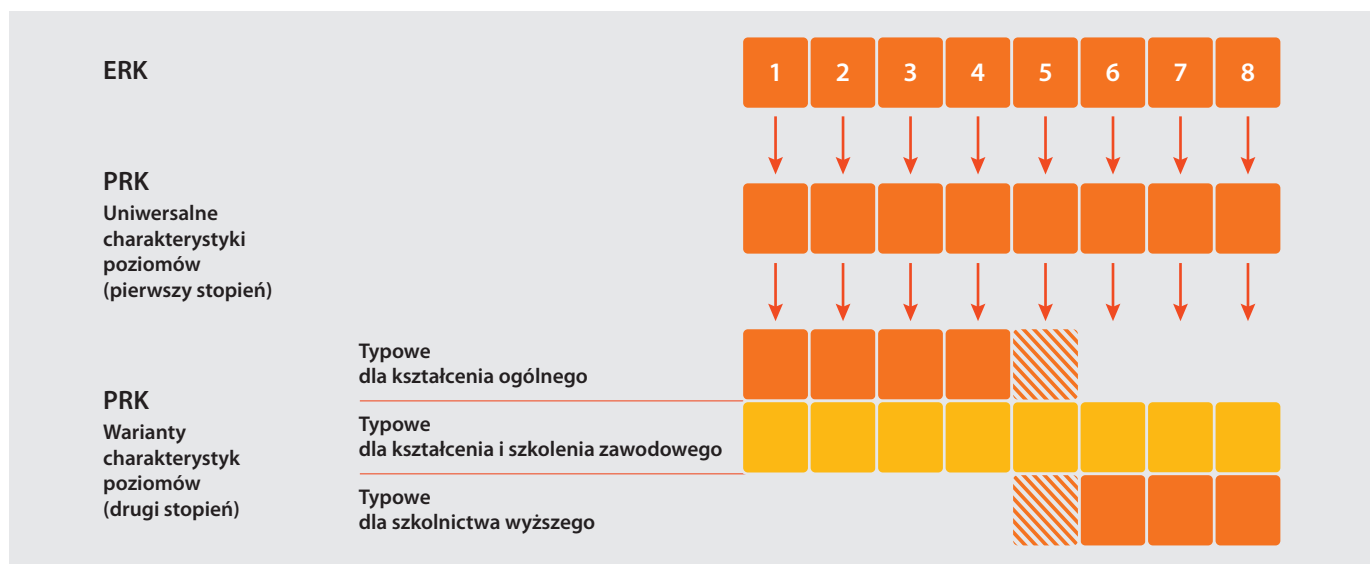 ERK
1 2 3 4 5 6 7 8
PRK
Uniwersalne
charakterystyki
poziomów
(pierwszy stopień)
PRK
Warianty
charakterystyk
poziomów
(drugi stopień)
Typowe
dla kształcenia ogólnego
Typowe
dla kształcenia i szkolenia zawodowego
Typowe
dla szkolnictwa wyższego